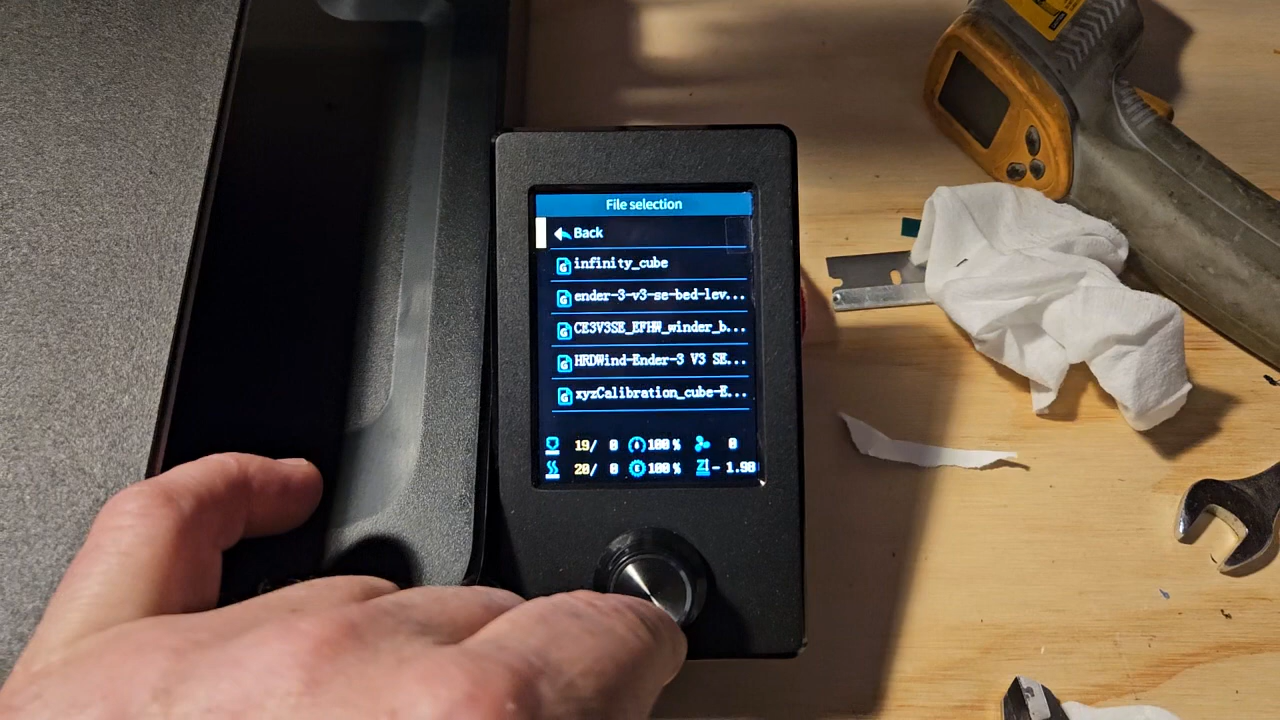 File selection
Back
infinity_cube
ender-3-v3-se-bed-lev...
CE3V3SE_EFHW_winder_b...
HRDWind-Ender-3 V3 SE...
xyzCalibration_cube-E...
19/ 0 100% 0
20/ 0 100% -1.98